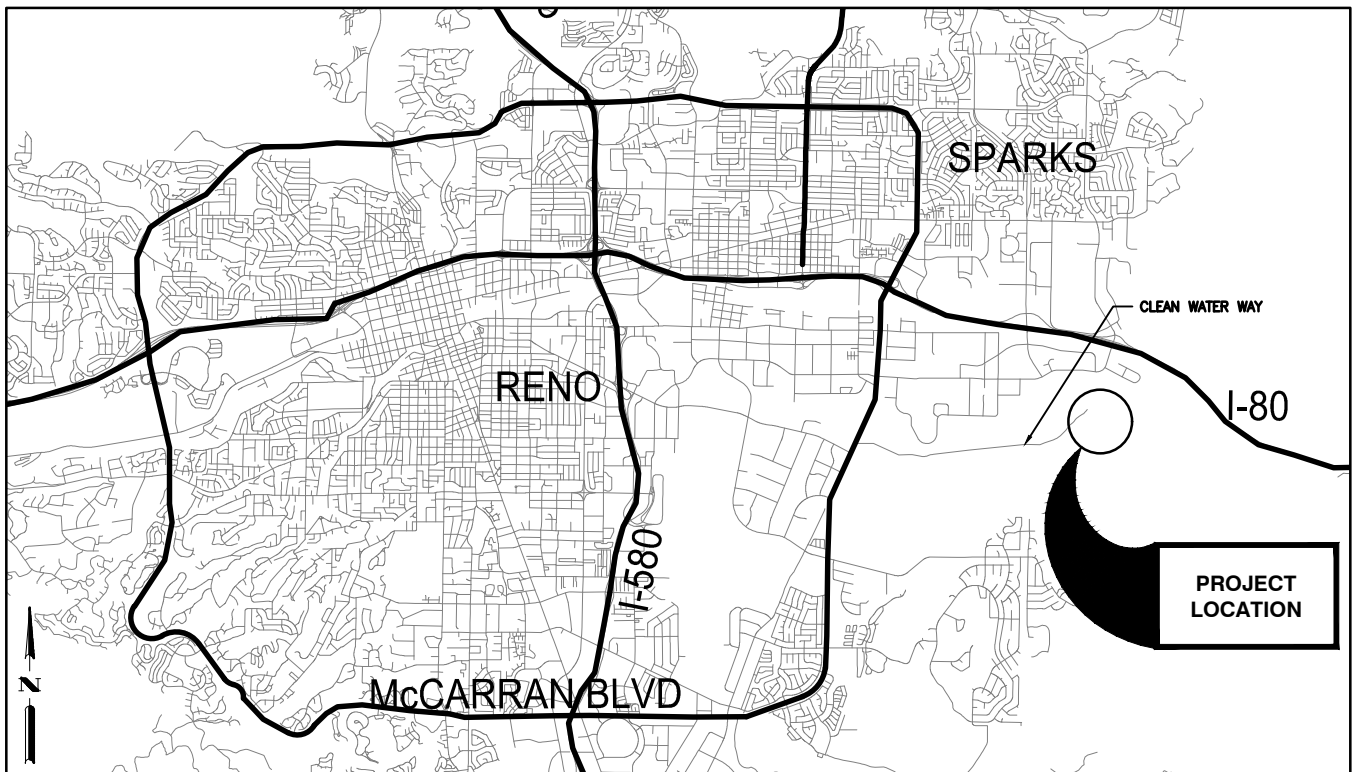 SPARKS
CLEAN WATER WAY
RENO
I-80
I-580
PROJECT
LOCATION
N
McCARRAN BLVD